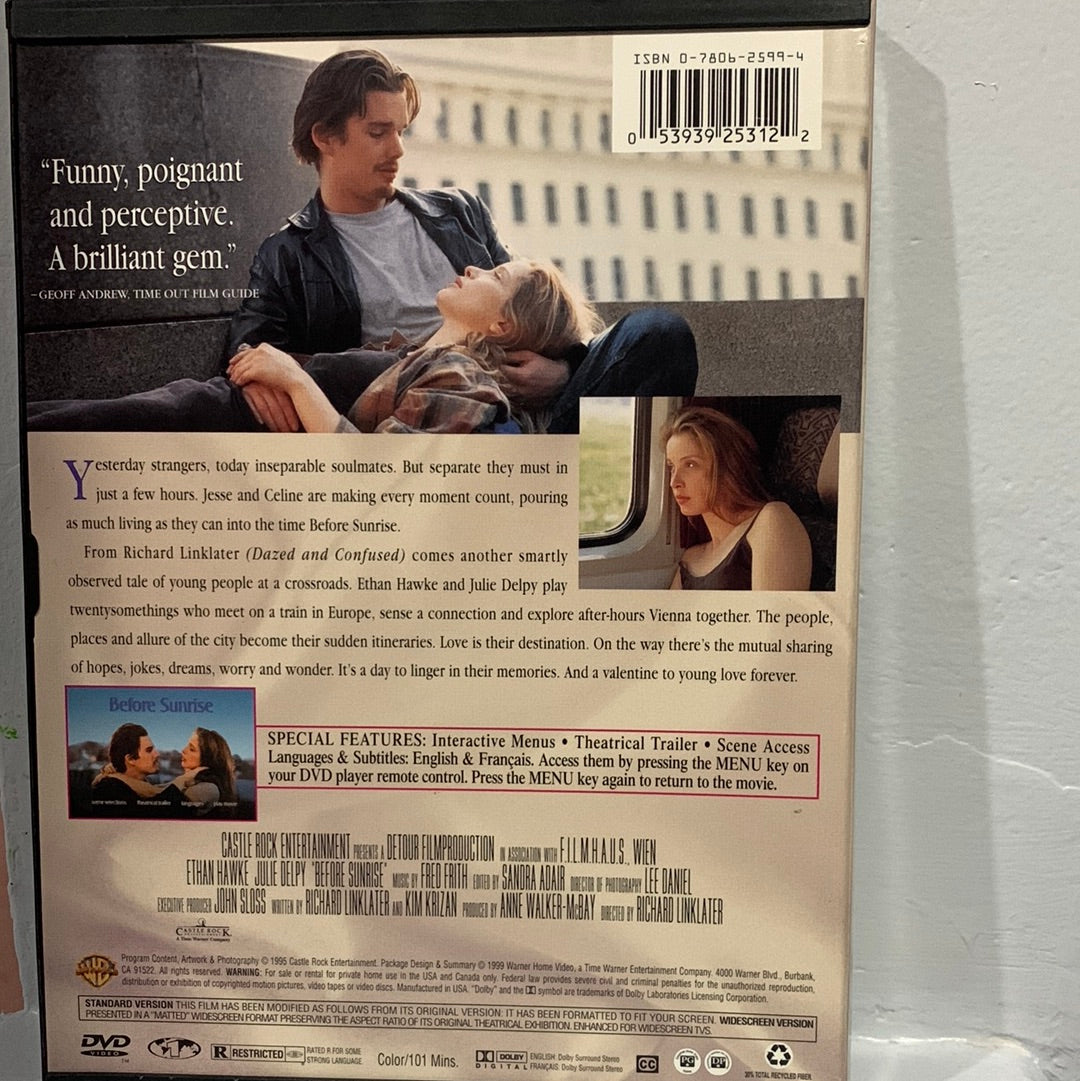 ISBN 0-7806-2599-4
0 53939 25312 2
“Funny, poignant
and perceptive.
A brilliant gem.”
–GEOFF ANDREW, TIME OUT FILM GUIDE
Yesterday strangers, today inseparable soulmates. But separate they must in
just a few hours. Jesse and Celine are making every moment count, pouring
as much living as they can into the time Before Sunrise.
From Richard Linklater (Dazed and Confused) comes another smartly
observed tale of young people at a crossroads. Ethan Hawke and Julie Delpy play
twentysomethings who meet on a train in Europe, sense a connection and explore after-hours Vienna together. The people,
places and allure of the city become their sudden itineraries. Love is their destination. On the way there’s the mutual sharing
of hopes, jokes, dreams, worry and wonder. It’s a day to linger in their memories. And a valentine to young love forever.
Before Sunrise
scene selections theatrical trailer languages play movie
SPECIAL FEATURES: Interactive Menus • Theatrical Trailer • Scene Access
Languages & Subtitles: English & Français. Access them by pressing the MENU key on
your DVD player remote control. Press the MENU key again to return to the movie.
CASTLE ROCK ENTERTAINMENT PRESENTS A DETOUR FILMPRODUCTION IN ASSOCIATION WITH F.I.L.M.H.A.U.S., WIEN
ETHAN HAWKE JULIE DELPY "BEFORE SUNRISE" MUSIC BY FRED FRITH EDITED BY SANDRA ADAIR DIRECTOR OF PHOTOGRAPHY LEE DANIEL
EXECUTIVE PRODUCER JOHN SLOSS WRITTEN BY RICHARD LINKLATER AND KIM KRIZAN PRODUCED BY ANNE WALKER-McBAY DIRECTED BY RICHARD LINKLATER
CASTLE ROCK
ENTERTAINMENT
A Time Warner Company
Program Content, Artwork & Photography © 1995 Castle Rock Entertainment. Package Design & Summary © 1999 Warner Home Video, a Time Warner Entertainment Company. 4000 Warner Blvd., Burbank,
CA 91522. All rights reserved. WARNING: For sale or rental for private home use in the USA and Canada only. Federal law provides severe civil and criminal penalties for the unauthorized reproduction,
distribution or exhibition of copyrighted motion pictures, video tapes or video discs. Manufactured in USA. "Dolby" and the DD symbol are trademarks of Dolby Laboratories Licensing Corporation.
STANDARD VERSION THIS FILM HAS BEEN MODIFIED AS FOLLOWS FROM ITS ORIGINAL VERSION: IT HAS BEEN FORMATTED TO FIT YOUR SCREEN. WIDESCREEN VERSION
PRESENTED IN A "MATTED" WIDESCREEN FORMAT PRESERVING THE ASPECT RATIO OF ITS ORIGINAL THEATRICAL EXHIBITION. ENHANCED FOR WIDESCREEN TVS.
DVD
VIDEO
TM
R RESTRICTED
RATED R FOR SOME
STRONG LANGUAGE
Color/101 Mins.
DOLBY
DIGITAL
ENGLISH: Dolby Surround Stereo
FRANÇAIS: Dolby Surround Stereo
CC
30% TOTAL RECYCLED FIBER